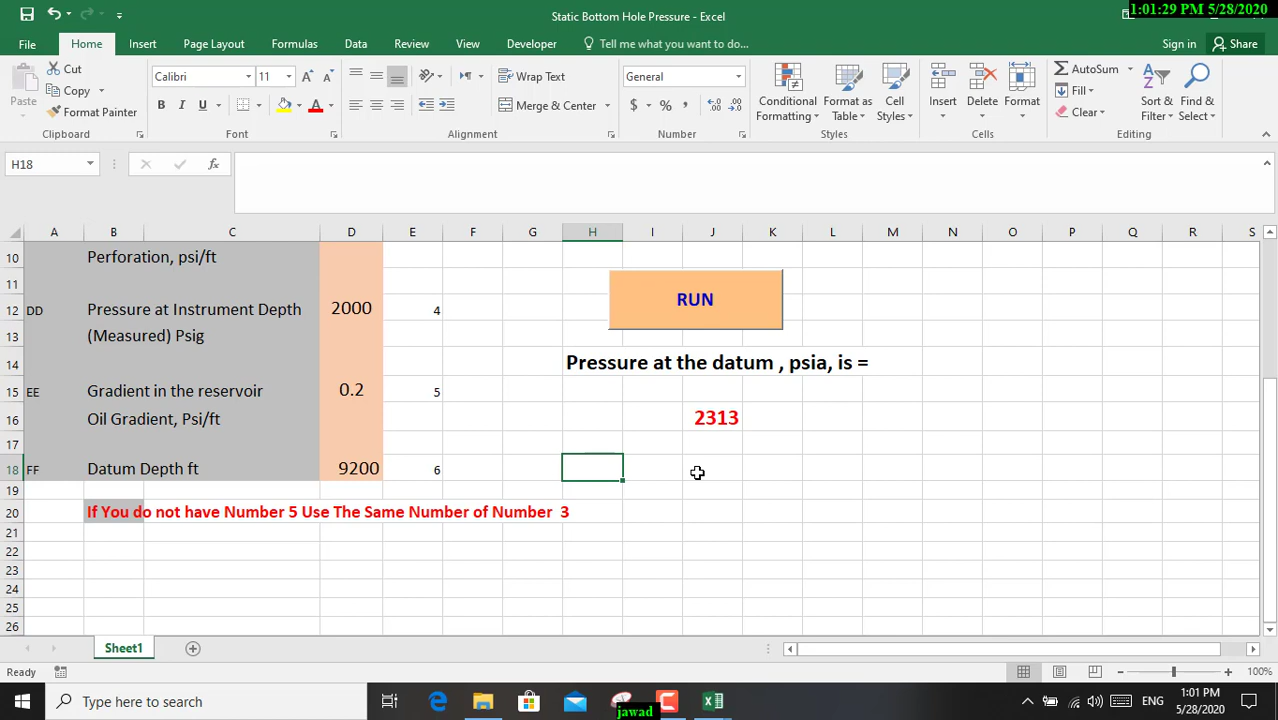 Static Bottom Hole Pressure - Excel
1:01:29 PM 5/28/2020
File Home Insert Page Layout Formulas Data Review View Developer Tell me what you want to do... Sign in Share
Paste Cut Copy Format Painter
Calibri 11 A A
B I U A
Wrap Text
Merge & Center
General
$ % ,
Conditional Formatting Format as Table Cell Styles
Insert Delete Format
AutoSum Fill Clear
Sort & Filter Find & Select
Clipboard Font Alignment Number Styles Cells Editing
H18 fx
A B C D E F G H I J K L M N O P Q R S
10 Perforation, psi/ft
11 RUN
12 DD Pressure at Instrument Depth 2000 4
13 (Measured) Psig
14 Pressure at the datum , psia, is =
15 EE Gradient in the reservoir 0.2 5
16 Oil Gradient, Psi/ft 2313
17
18 FF Datum Depth ft 9200 6
19
20 If You do not have Number 5 Use The Same Number of Number 3
21
22
23
24
25
26
Sheet1
Ready 100%
Type here to search jawad ENG 1:01 PM
5/28/2020